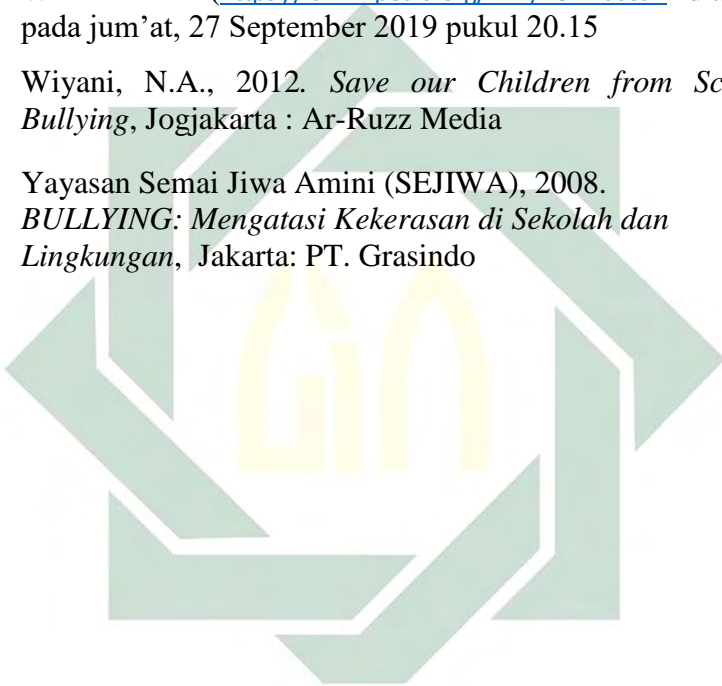 pada jum’at, 27 September 2019 pukul 20.15
Wiyani, N.A., 2012. Save our Children from
Bullying, Jogjakarta : Ar-Ruzz Media
Yayasan Semai Jiwa Amini (SEJIWA), 2008.
BULLYING: Mengatasi Kekerasan di Sekolah dan
Lingkungan, Jakarta: PT. Grasindo